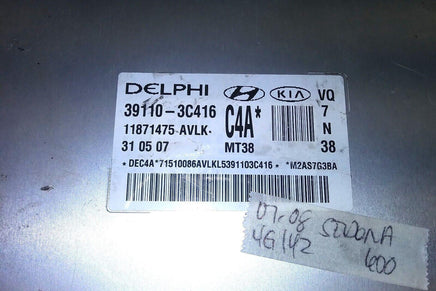 DELPHI HYUNDAI KIA VQ
39110-3C416 C4A* 7
11871475 AVLK N
31 05 07 MT38 38
*DEC4A*71510086AVLKL5391103C416* *M2AS7G3BA
07-08 SEDONA
4G142 600